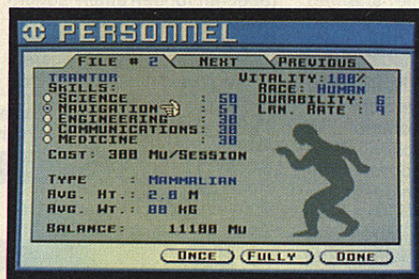 PERSONNEL
FILE # 2 NEXT PREVIOUS
TRANTOR VITALITY: 100%
SKILLS: RACE: HUMAN
SCIENCE : 50 DURABILITY: 6
NAVIGATION : 57 LRN. RATE : 9
ENGINEERING : 30
COMMUNICATIONS: 30
MEDICINE : 30
COST: 300 MU/SESSION
TYPE : MAMMALIAN
AVG. HT.: 2.0 M
AVG. WT.: 80 KG
BALANCE: 11100 MU
ONCE FULLY DONE